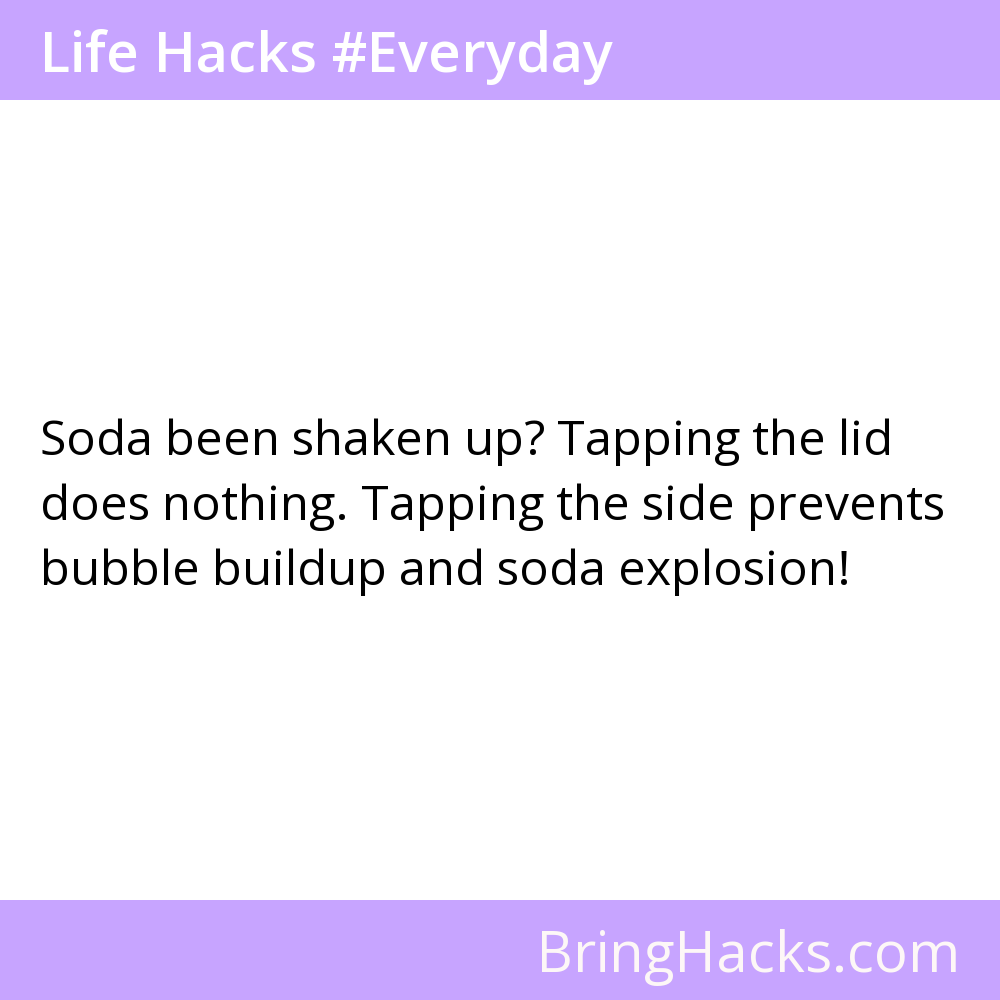 Life Hacks #Everyday
Soda been shaken up? Tapping the lid
does nothing. Tapping the side prevents
bubble buildup and soda explosion!
BringHacks.com